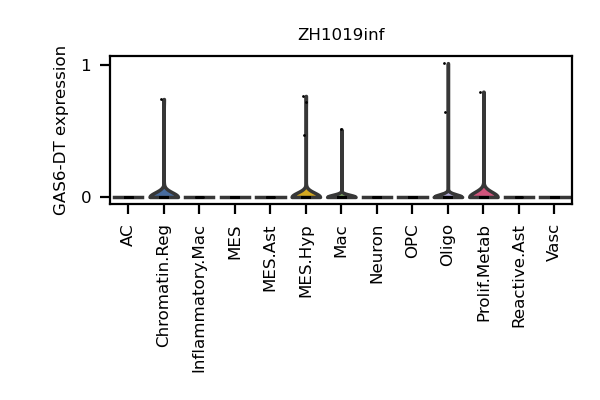 ZH1019inf
GAS6-DT expression
1
0
AC
Chromatin.Reg
Inflammatory.Mac
MES
MES.Ast
MES.Hyp
Mac
Neuron
OPC
Oligo
Prolif.Metab
Reactive.Ast
Vasc